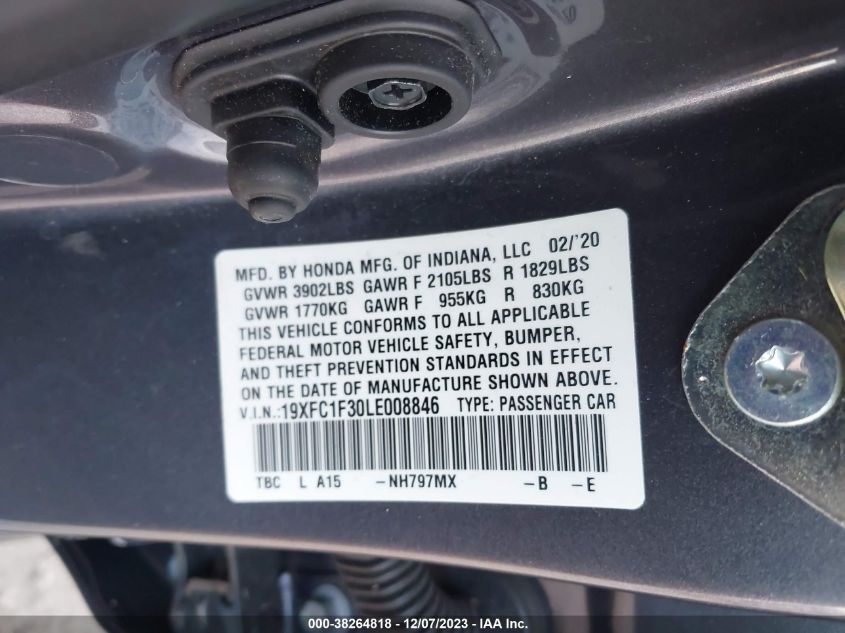 MFD. BY HONDA MFG. OF INDIANA, LLC 02/'20
GVWR 3902LBS GAWR F 2105LBS R 1829LBS
GVWR 1770KG GAWR F 955KG R 830KG
THIS VEHICLE CONFORMS TO ALL APPLICABLE
FEDERAL MOTOR VEHICLE SAFETY, BUMPER,
AND THEFT PREVENTION STANDARDS IN EFFECT
ON THE DATE OF MANUFACTURE SHOWN ABOVE.
V.I.N.:19XFC1F30LE008846 TYPE: PASSENGER CAR
TBC L A15 -NH797MX -B -E
000-38264818 - 12/07/2023 - © IAA Inc.